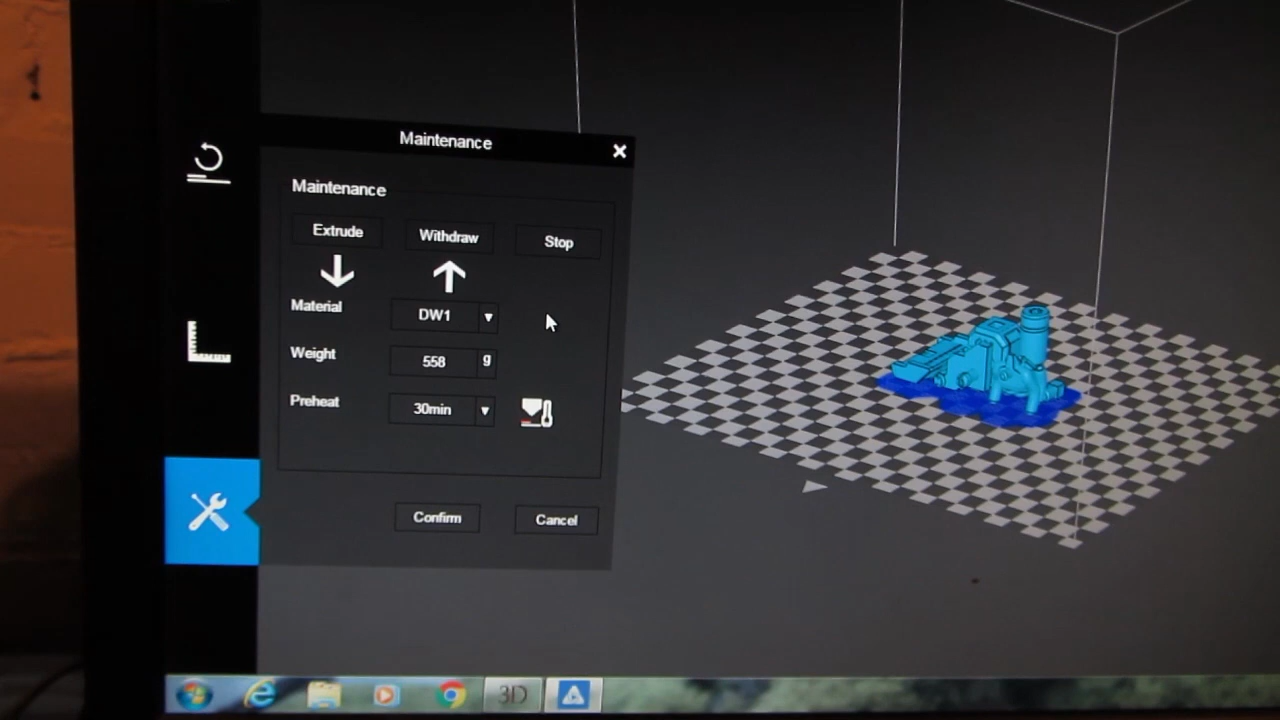 Maintenance
Maintenance
Extrude Withdraw Stop
Material DW1
Weight 558 g
Preheat 30min
Confirm Cancel
3D